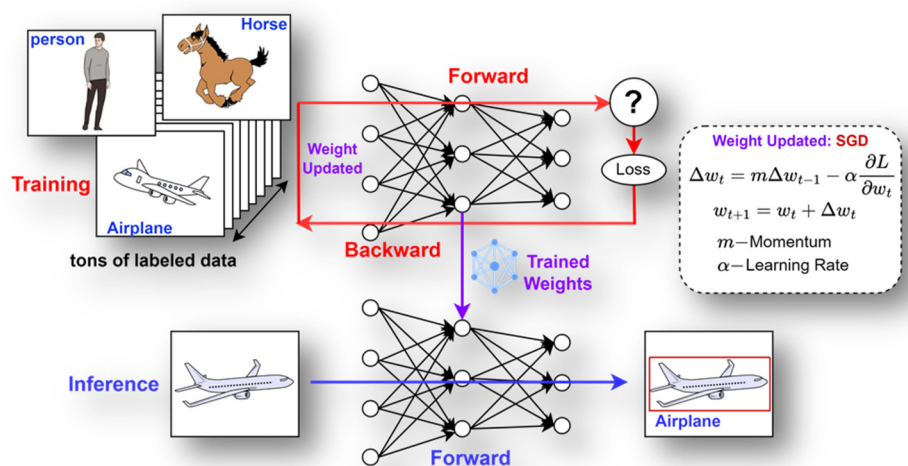 person
Horse
Forward
?
Weight
Updated
Loss
Training
Airplane
Backward
tons of labeled data
Weight Updated: SGD
Δw_t = mΔw_{t−1} − α ∂L/∂w_t
w_{t+1} = w_t + Δw_t
m−Momentum
α−Learning Rate
Trained
Weights
Inference
Airplane
Forward